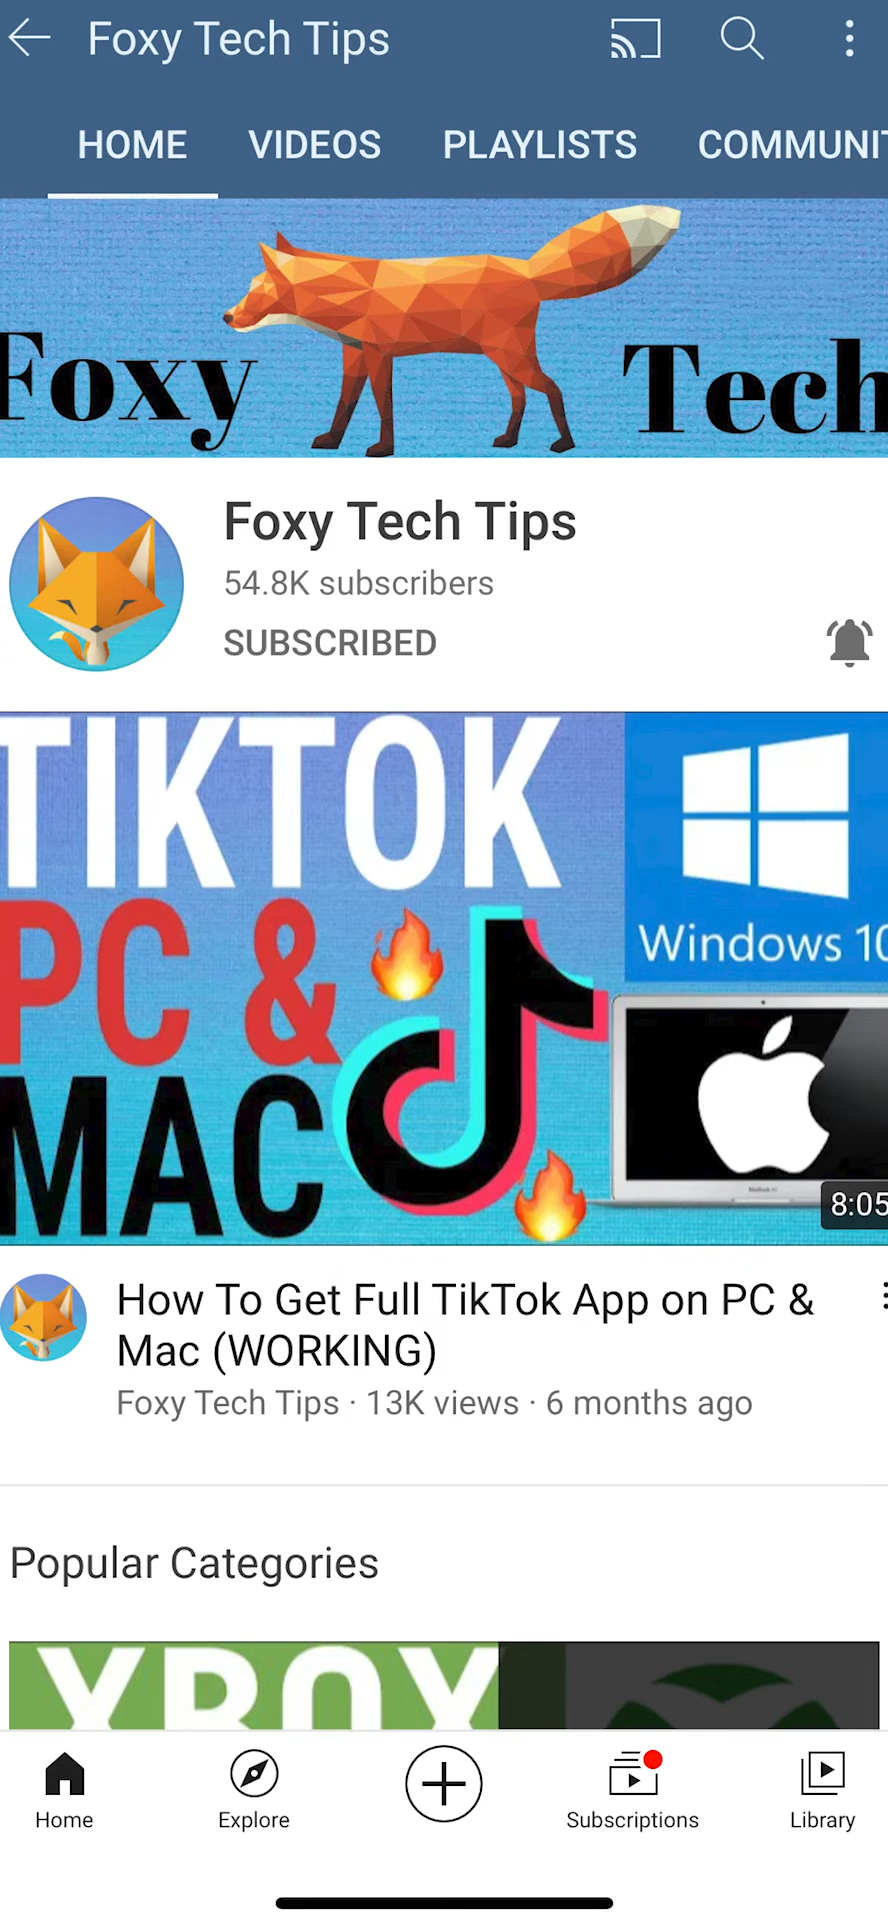 Foxy Tech Tips
HOME VIDEOS PLAYLISTS COMMUNIT
Foxy Tech
Foxy Tech Tips
54.8K subscribers
SUBSCRIBED
TIKTOK
PC &
MAC
Windows 10
8:05
How To Get Full TikTok App on PC &
Mac (WORKING)
Foxy Tech Tips · 13K views · 6 months ago
Popular Categories
XBOX
Home Explore Subscriptions Library